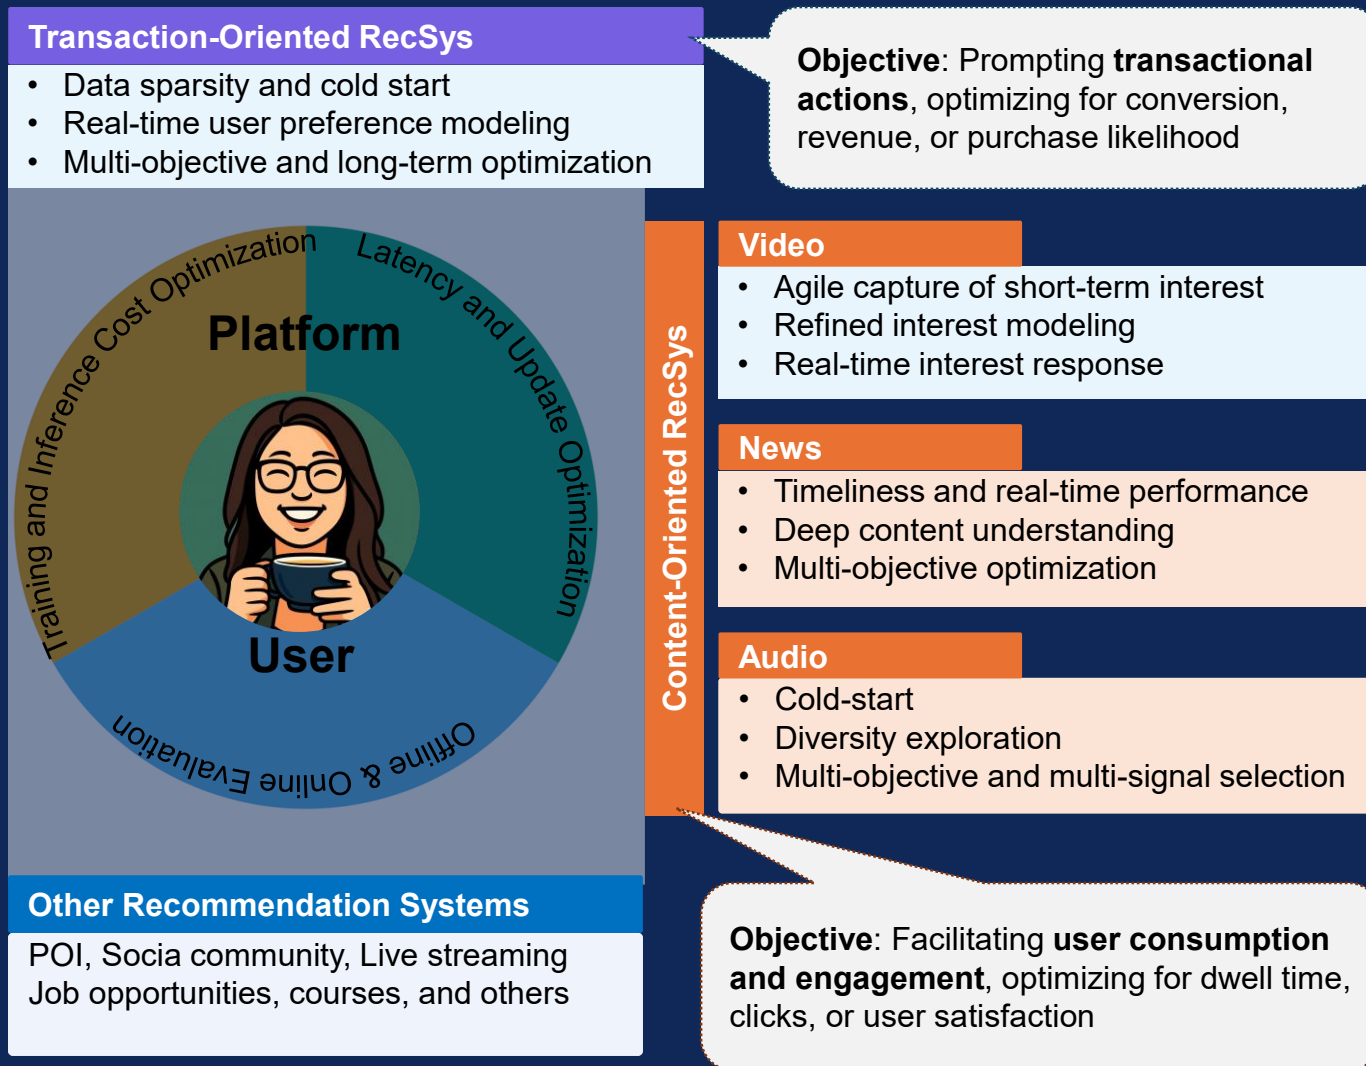 Transaction-Oriented RecSys
• Data sparsity and cold start
• Real-time user preference modeling
• Multi-objective and long-term optimization
Objective: Prompting transactional
actions, optimizing for conversion,
revenue, or purchase likelihood
Training and Inference Cost Optimization
Latency and Update Optimization
Platform
User
Offline & Online Evaluation
Content-Oriented RecSys
Video
• Agile capture of short-term interest
• Refined interest modeling
• Real-time interest response
News
• Timeliness and real-time performance
• Deep content understanding
• Multi-objective optimization
Audio
• Cold-start
• Diversity exploration
• Multi-objective and multi-signal selection
Other Recommendation Systems
POI, Socia community, Live streaming
Job opportunities, courses, and others
Objective: Facilitating user consumption
and engagement, optimizing for dwell time,
clicks, or user satisfaction